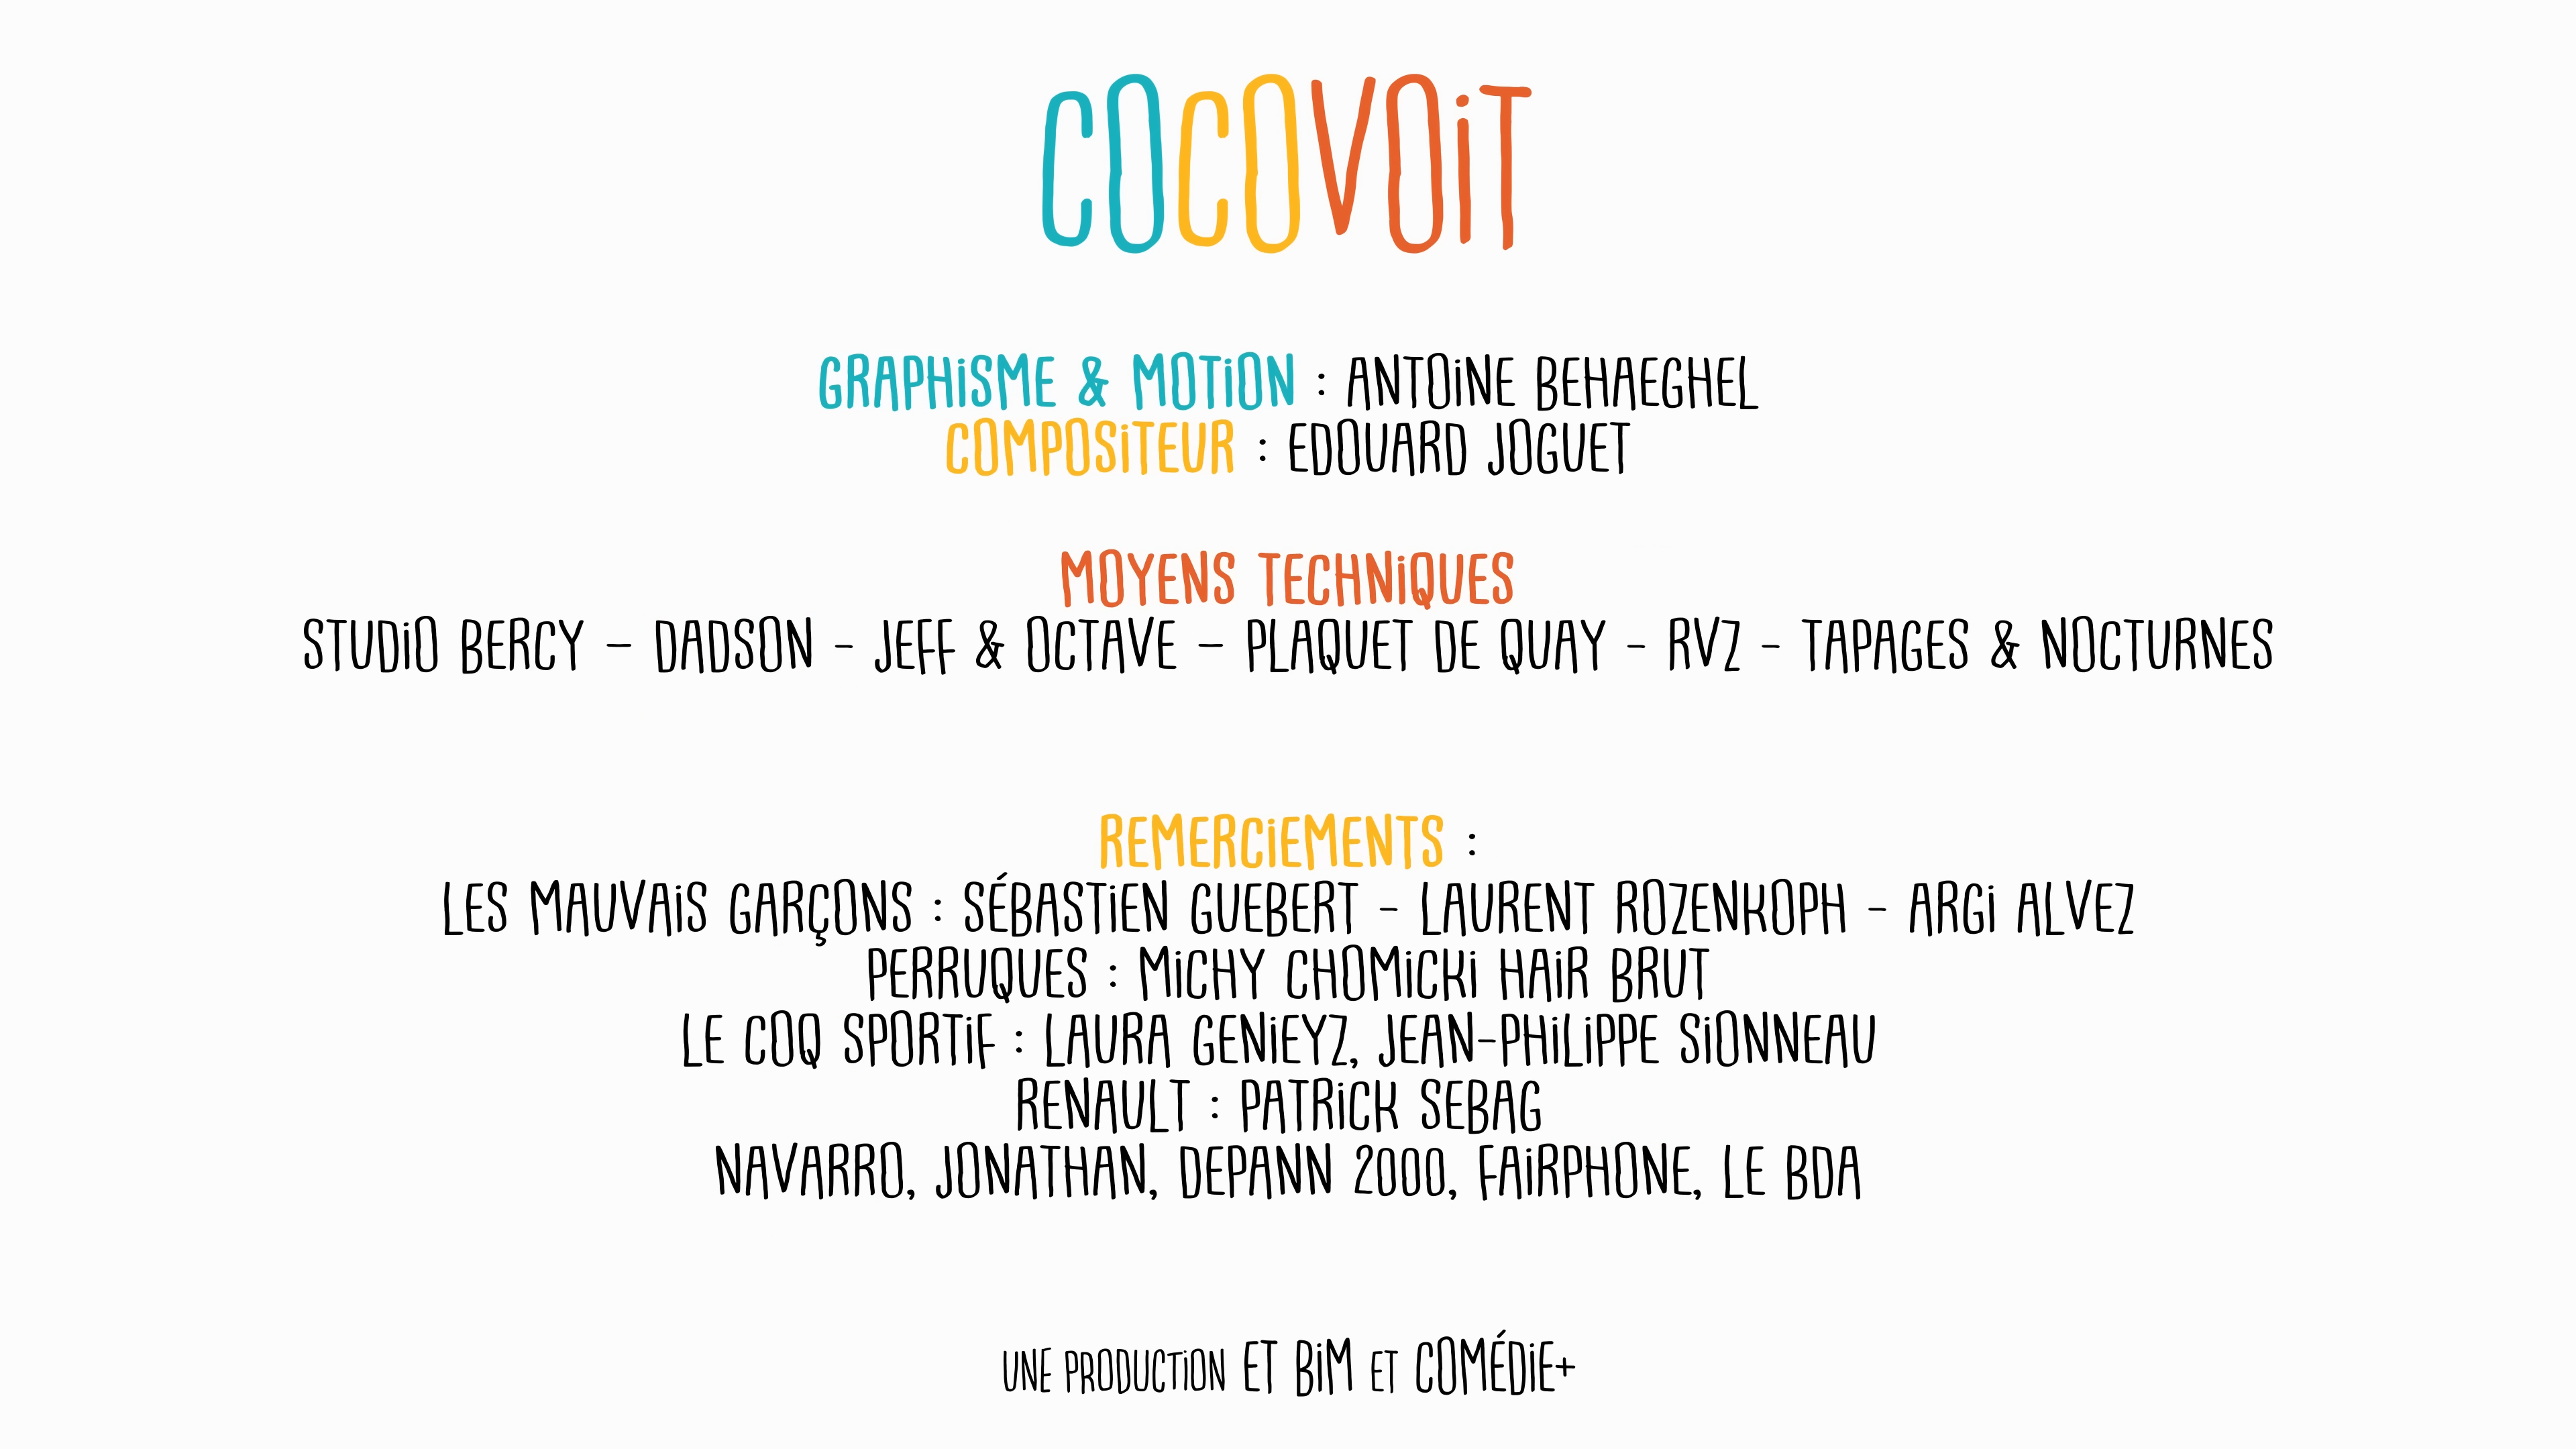 COCOVOiT
GRAPHiSME & MOTiON : ANTOiNE BEHAEGHEL
COMPOSiTEUR : EDOUARD JOGUET
MOYENS TECHNiQUES
STUDiO BERCY – DADSON - JEFF & OCTAVE – PLAQUET DE QUAY - RVZ - TAPAGES & NOCTURNES
REMERCiEMENTS :
LES MAUVAiS GARÇONS : SÉBASTiEN GUEBERT - LAURENT ROZENKOPH - ARGi ALVEZ
PERRUQUES : MiCHY CHOMiCKi HAiR BRUT
LE COQ SPORTiF : LAURA GENiEYZ, JEAN-PHiLiPPE SiONNEAU
RENAULT : PATRiCK SEBAG
NAVARRO, JONATHAN, DEPANN 2000, FAiRPHONE, LE BDA
UNE PRODUCTiON ET BiM ET COMÉDiE+